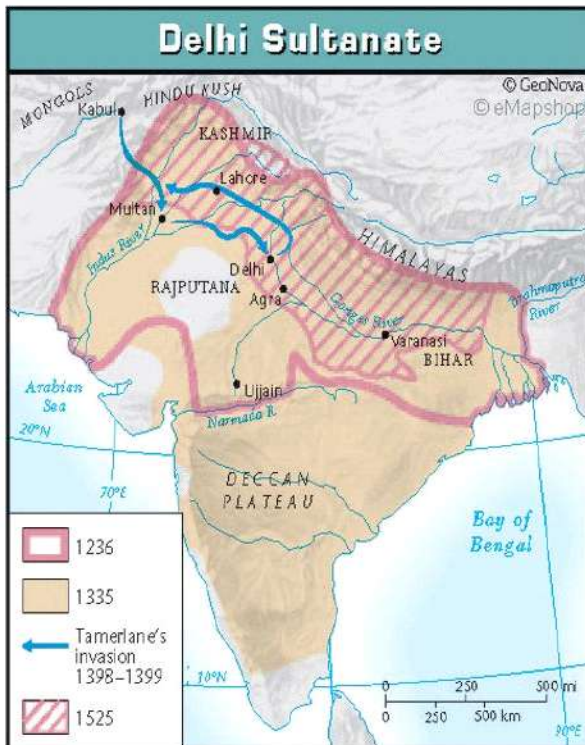 Delhi Sultanate
© GeoNova
© eMapshop
MONGOLS
HINDU KUSH
Kabul
KASHMIR
Lahore
Multan
Indus River
HIMALAYAS
Delhi
RAJPUTANA
Agra
Ganges River
Brahmaputra
River
Varanasi
BIHAR
Arabian
Sea
Ujjain
Narmada R.
20°N
DECCAN
PLATEAU
70°E
Bay of
Bengal
1236
1335
Tamerlane's
invasion
1398–1399
1525
10°N
0 250 500 mi
0 250 500 km
90°E